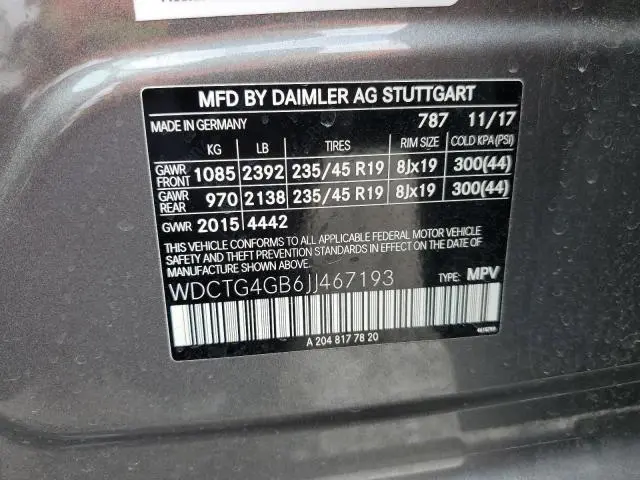 MFD BY DAIMLER AG STUTTGART
MADE IN GERMANY 787 11/17
KG LB TIRES RIM SIZE COLD KPA(PSI)
GAWR FRONT 1085 2392 235/45 R19 8Jx19 300(44)
GAWR REAR 970 2138 235/45 R19 8Jx19 300(44)
GVWR 2015 4442
THIS VEHICLE CONFORMS TO ALL APPLICABLE FEDERAL MOTOR VEHICLE
SAFETY AND THEFT PREVENTION STANDARDS IN EFFECT ON THE DATE OF
MANUFACTURE SHOWN ABOVE.
WDCTG4GB6JJ467193 TYPE: MPV
A 204 817 78 20